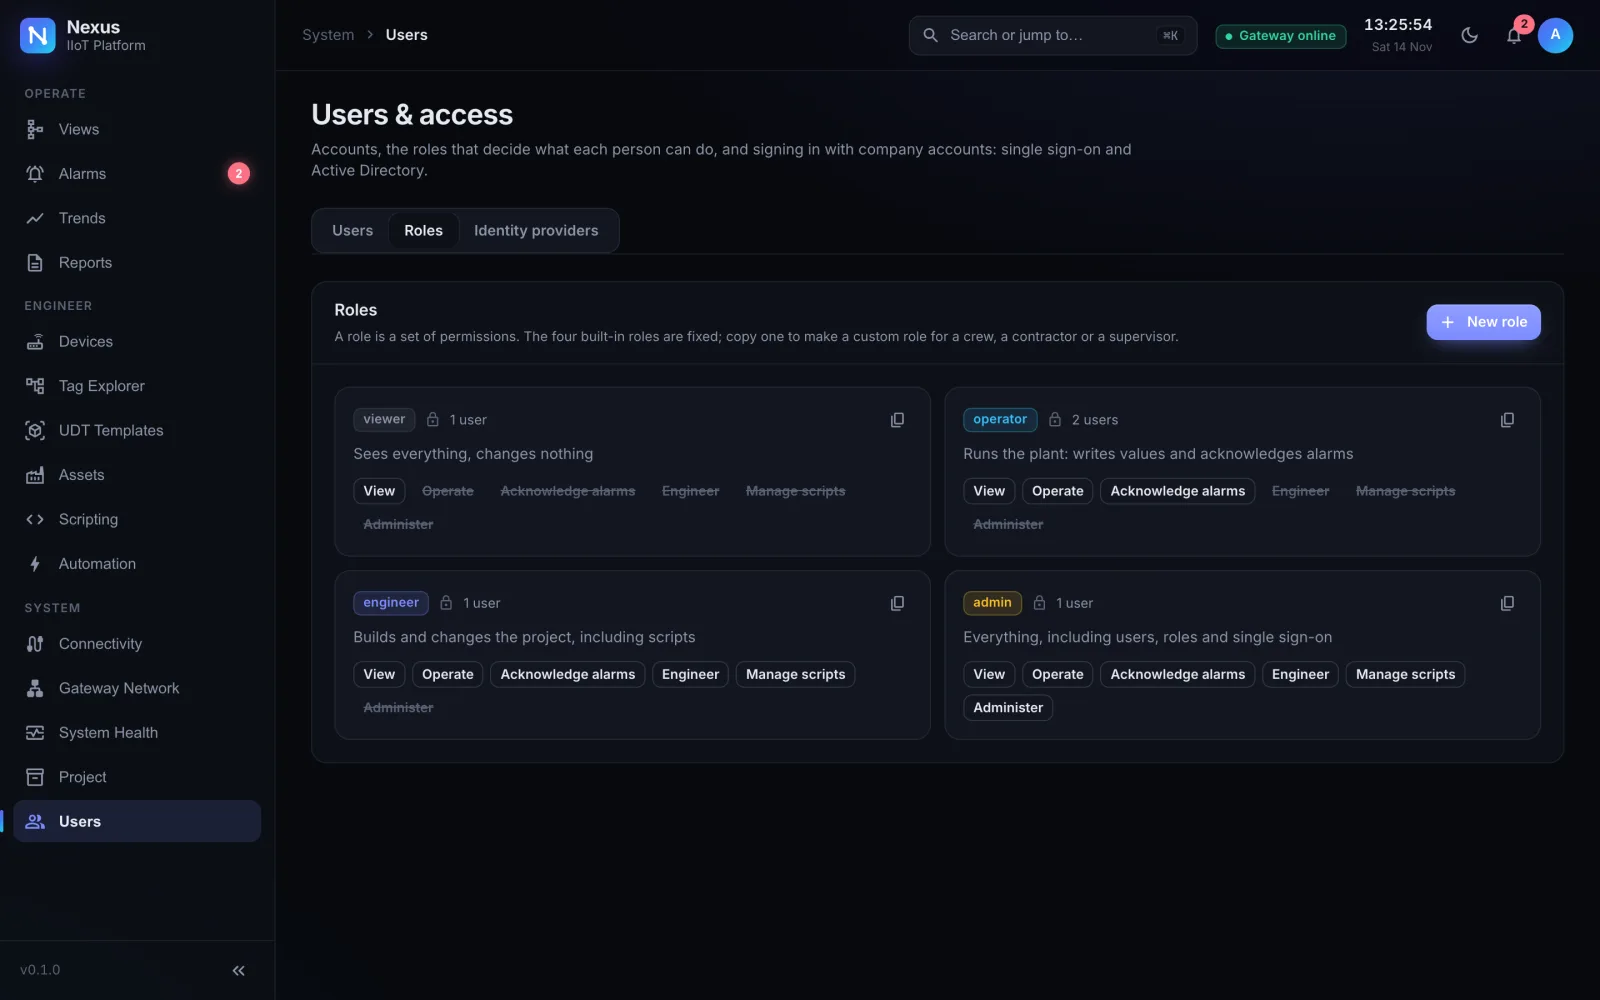 Nexus
IIoT Platform
OPERATE
Views
Alarms
2
Trends
Reports
ENGINEER
Devices
Tag Explorer
UDT Templates
Assets
Scripting
Automation
SYSTEM
Connectivity
Gateway Network
System Health
Project
Users
v0.1.0
System
Users
Search or jump to...
⌘K
Gateway online
13:25:54
Sat 14 Nov
2
A
Users & access
Accounts, the roles that decide what each person can do, and signing in with company accounts: single sign-on and
Active Directory.
Users
Roles
Identity providers
Roles
A role is a set of permissions. The four built-in roles are fixed; copy one to make a custom role for a crew, a contractor or a supervisor.
New role
viewer
1 user
Sees everything, changes nothing
View Operate Acknowledge alarms Engineer Manage scripts
Administer
operator
2 users
Runs the plant: writes values and acknowledges alarms
View Operate Acknowledge alarms Engineer Manage scripts
Administer
engineer
1 user
Builds and changes the project, including scripts
View Operate Acknowledge alarms Engineer Manage scripts
Administer
admin
1 user
Everything, including users, roles and single sign-on
View Operate Acknowledge alarms Engineer Manage scripts
Administer